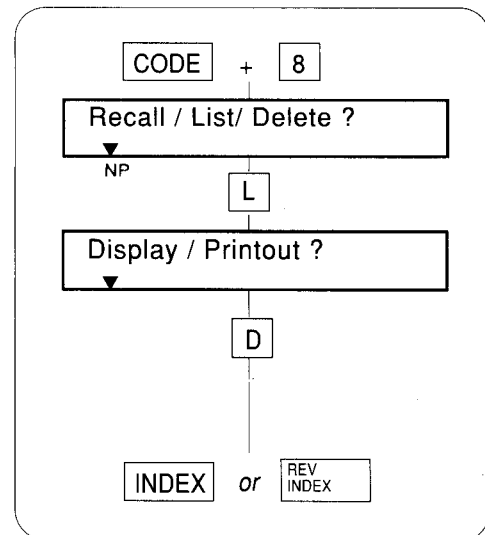 CODE + 8
Recall / List/ Delete ?
NP
L
Display / Printout ?
D
INDEX or REV INDEX